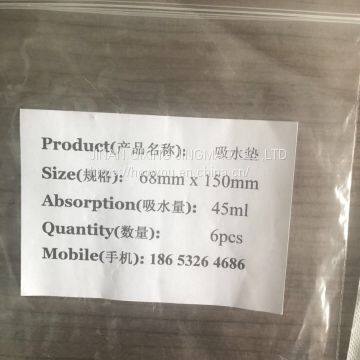 Product(产品名称): 吸水垫
Size(规格): 68mm x 150mm
Absorption(吸水量): 45ml
Quantity(数量): 6pcs
Mobile(手机): 186 5326 4686